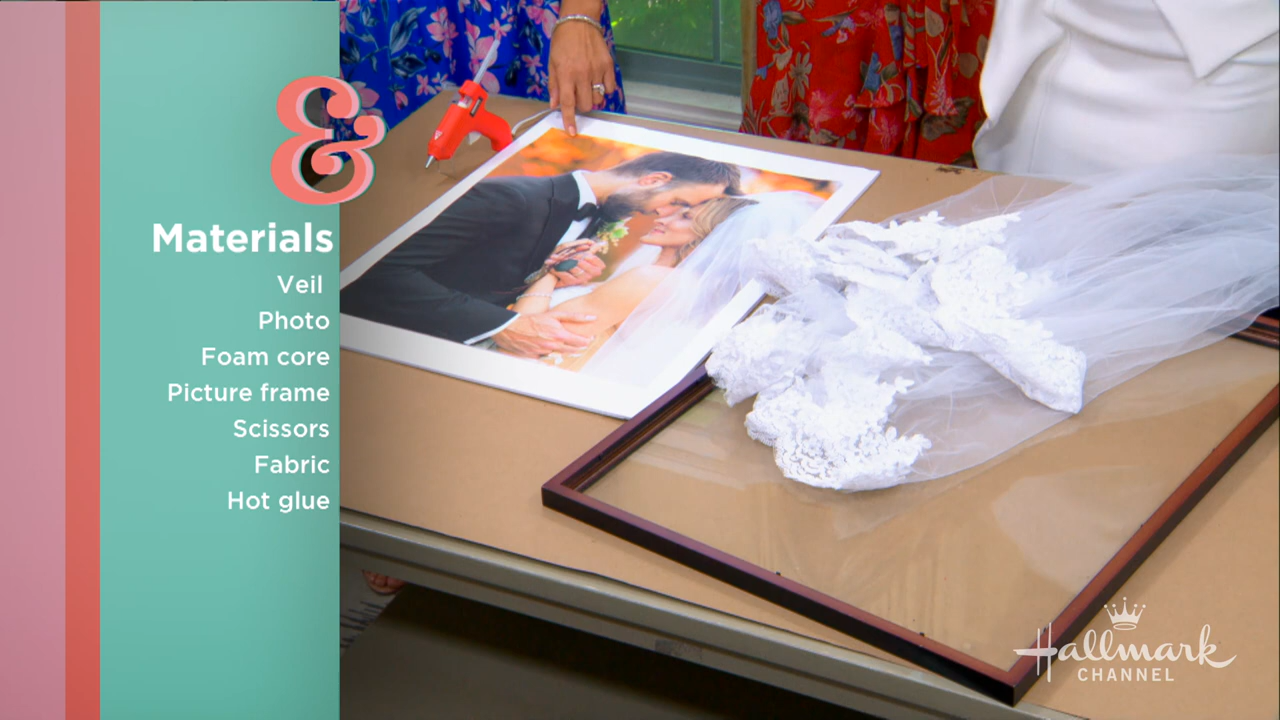 &
Materials
Veil
Photo
Foam core
Picture frame
Scissors
Fabric
Hot glue
Hallmark
CHANNEL